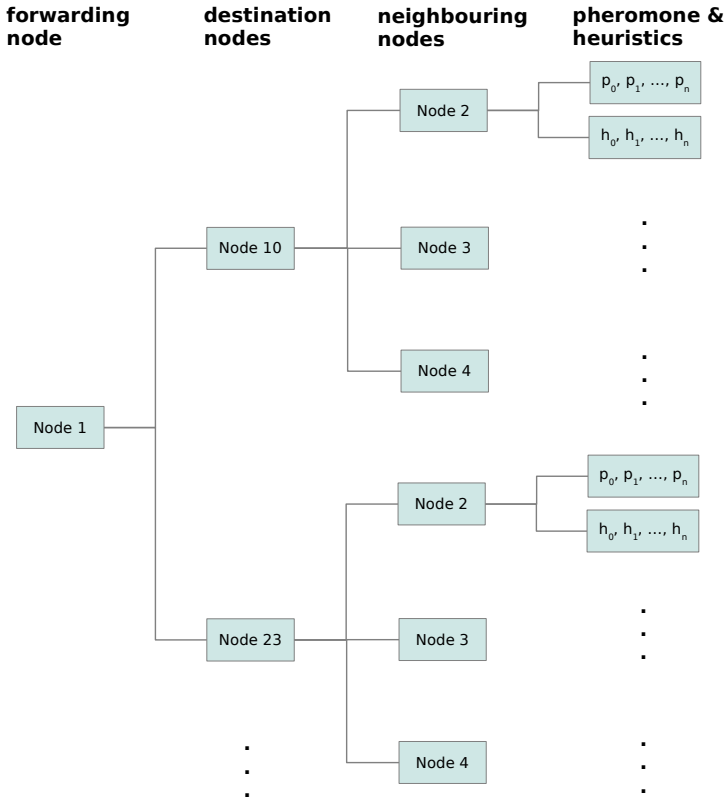 forwarding
node
destination
nodes
neighbouring
nodes
pheromone &
heuristics
Node 1
Node 10
Node 2
p₀, p₁, ..., pₙ
h₀, h₁, ..., hₙ
Node 3
.
.
.
Node 4
.
.
.
Node 23
Node 2
p₀, p₁, ..., pₙ
h₀, h₁, ..., hₙ
Node 3
.
.
.
Node 4
.
.
.
.
.
.